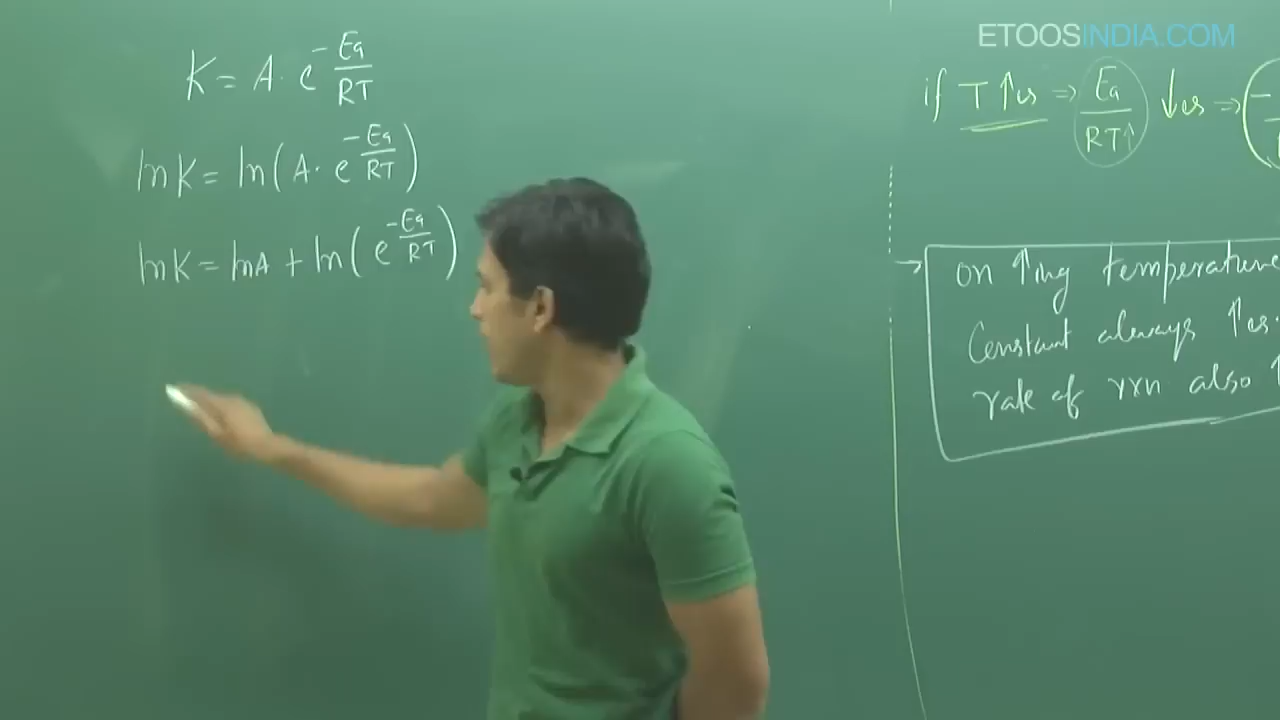 ETOOSINDIA.COM
K = A · e^(-Ea/RT)
ln K = ln(A · e^(-Ea/RT))
ln K = ln A + ln(e^(-Ea/RT))
if T ↑es ⇒ Ea/RT↑ ↓es ⇒ -
on ↑ing temperature
Constant always ↑es.
rate of rxn also ↑